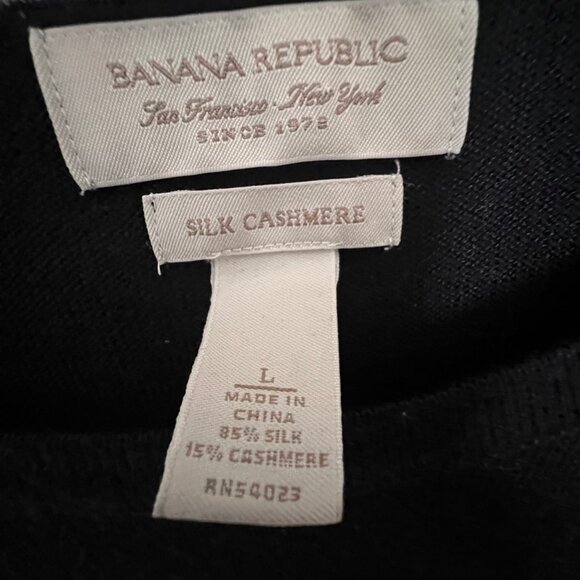 BANANA REPUBLIC
San Francisco · New York
SINCE 1978
SILK CASHMERE
L
MADE IN
CHINA
85% SILK
15% CASHMERE
RN54023